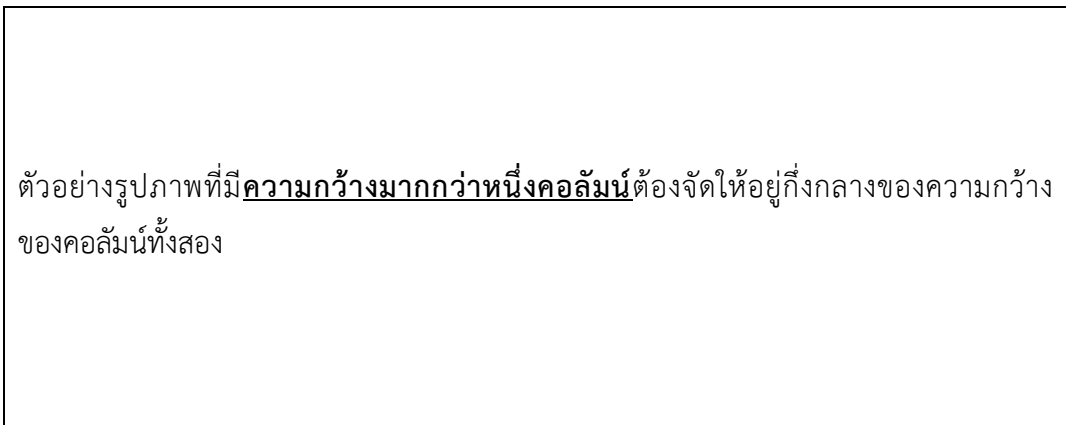 ตัวอย่างรูปภาพที่มีความกว้างมากกว่าหนึ่งคอลัมน์ต้องจัดให้อยู่กึ่งกลางของความกว้าง
ของคอลัมน์ทั้งสอง